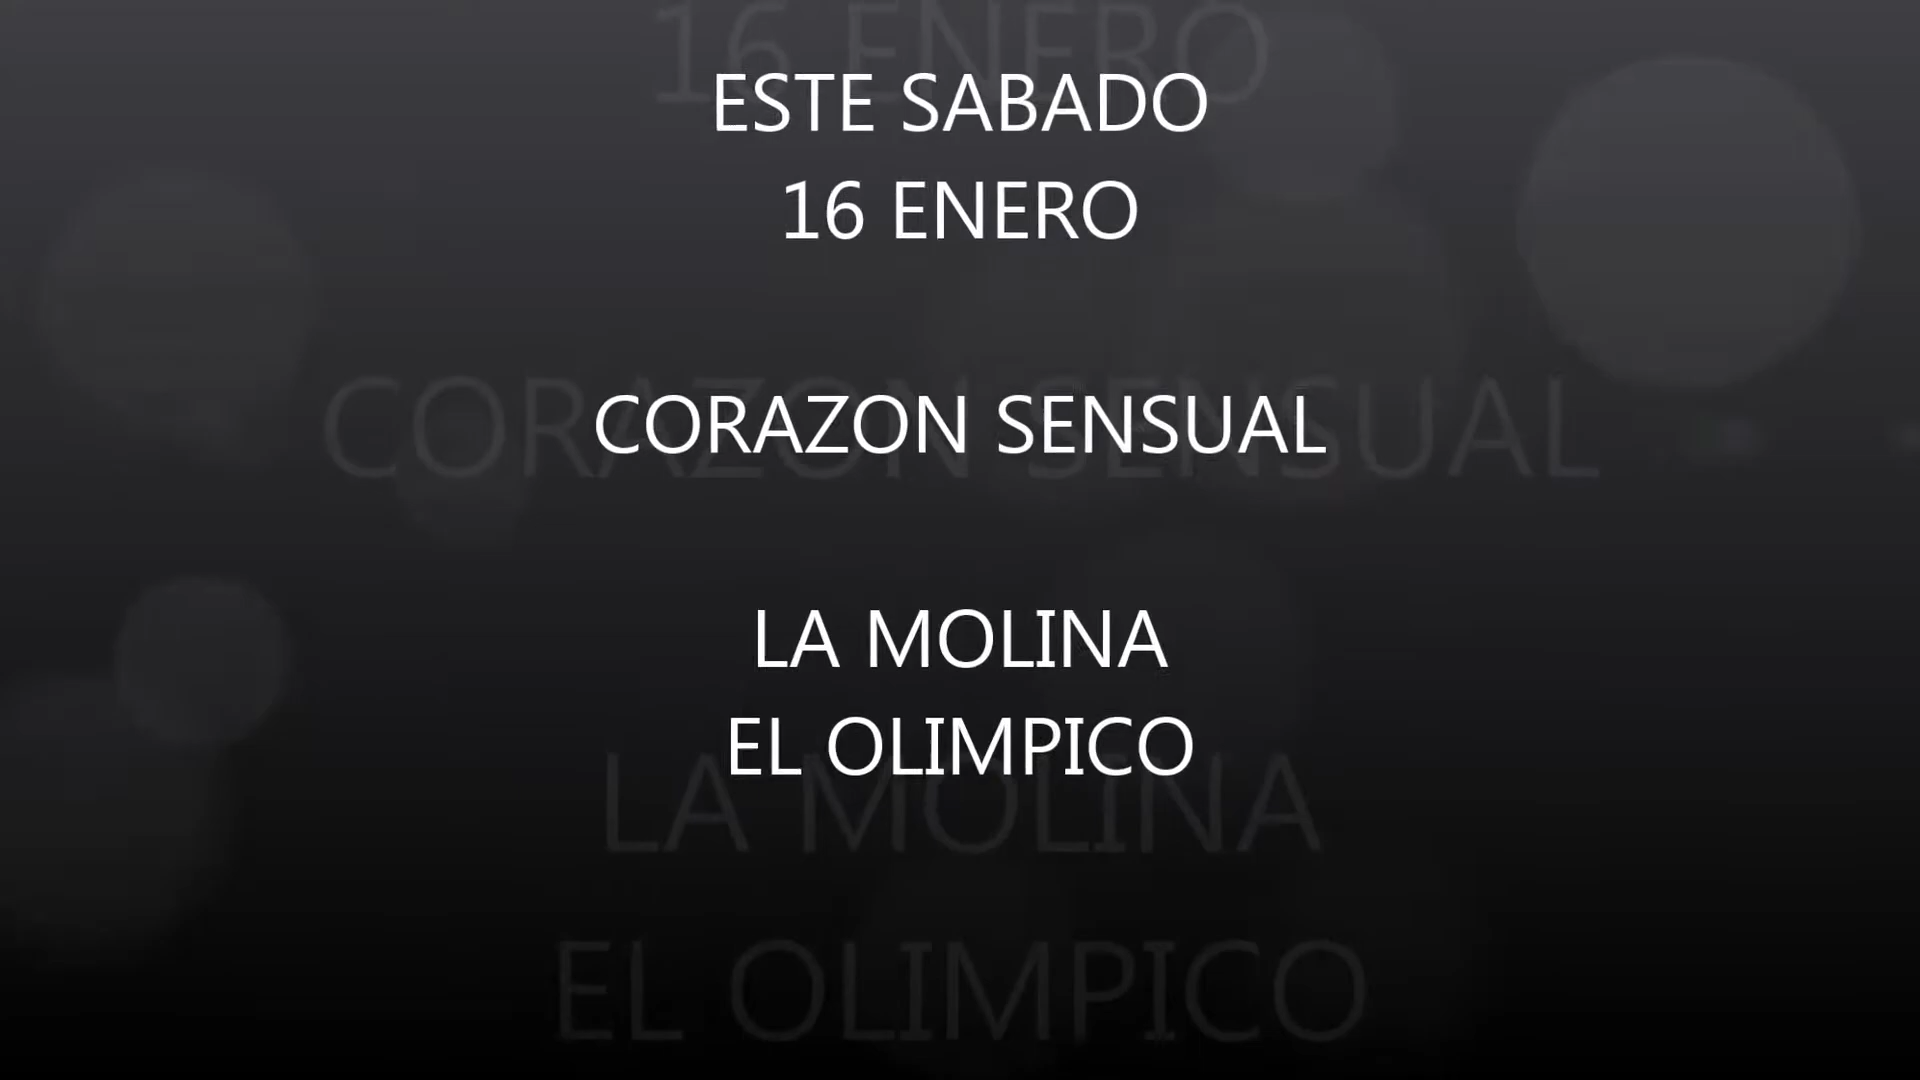 ESTE SABADO
16 ENERO
CORAZON SENSUAL
LA MOLINA
EL OLIMPICO